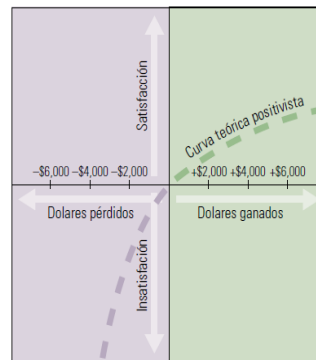 Satisfacción
Curva teórica positivista
–$6,000 –$4,000 –$2,000
+$2,000 +$4,000 +$6,000
Dolares pérdidos
Dolares ganados
Insatisfacción